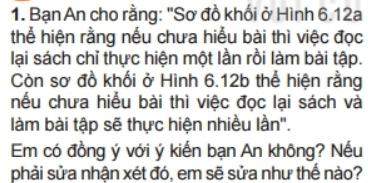 1. Bạn An cho rằng: "Sơ đồ khối ở Hình 6.12a
thể hiện rằng nếu chưa hiểu bài thì việc đọc
lại sách chỉ thực hiện một lần rồi làm bài tập.
Còn sơ đồ khối ở Hình 6.12b thể hiện rằng
nếu chưa hiểu bài thì việc đọc lại sách và
làm bài tập sẽ thực hiện nhiều lần".
Em có đồng ý với ý kiến bạn An không? Nếu
phải sửa nhận xét đó, em sẽ sửa như thế nào?